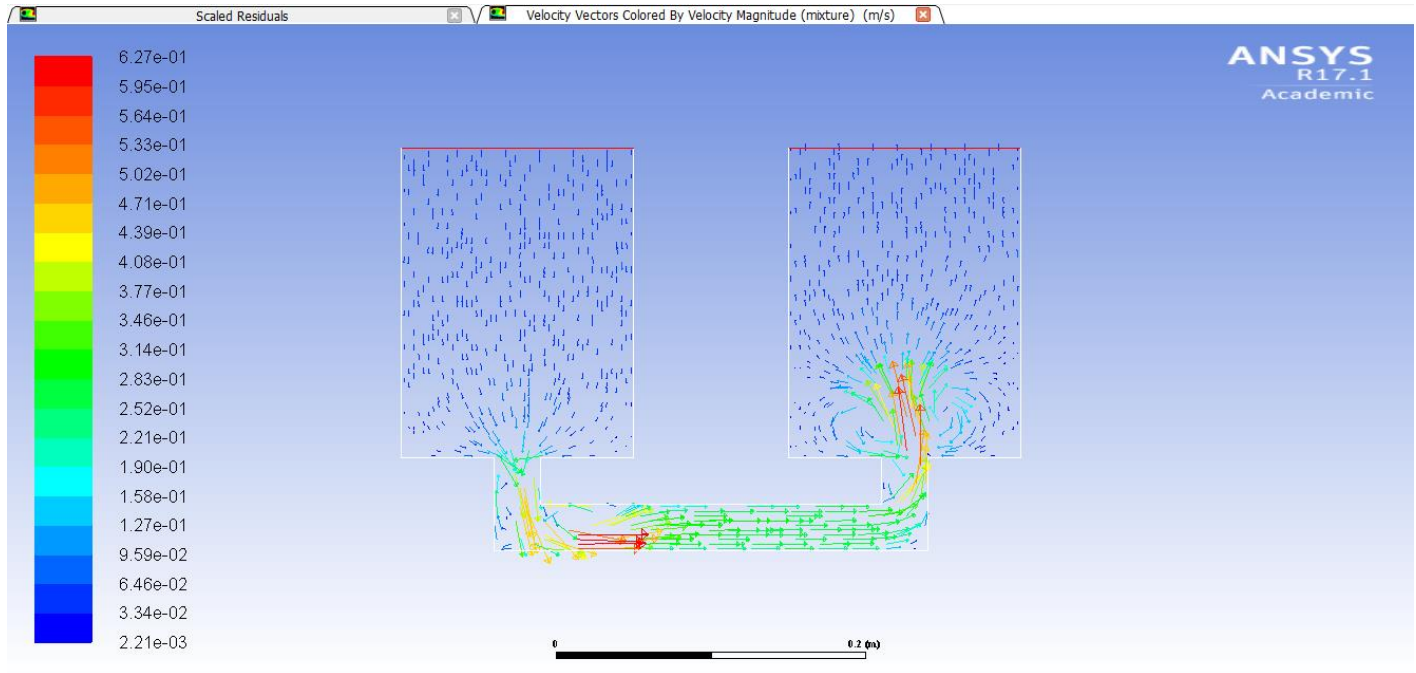 Scaled Residuals
Velocity Vectors Colored By Velocity Magnitude (mixture) (m/s)
ANSYS
R17.1
Academic
6.27e-01
5.95e-01
5.64e-01
5.33e-01
5.02e-01
4.71e-01
4.39e-01
4.08e-01
3.77e-01
3.46e-01
3.14e-01
2.83e-01
2.52e-01
2.21e-01
1.90e-01
1.58e-01
1.27e-01
9.59e-02
6.46e-02
3.34e-02
2.21e-03
0 0.2 (m)